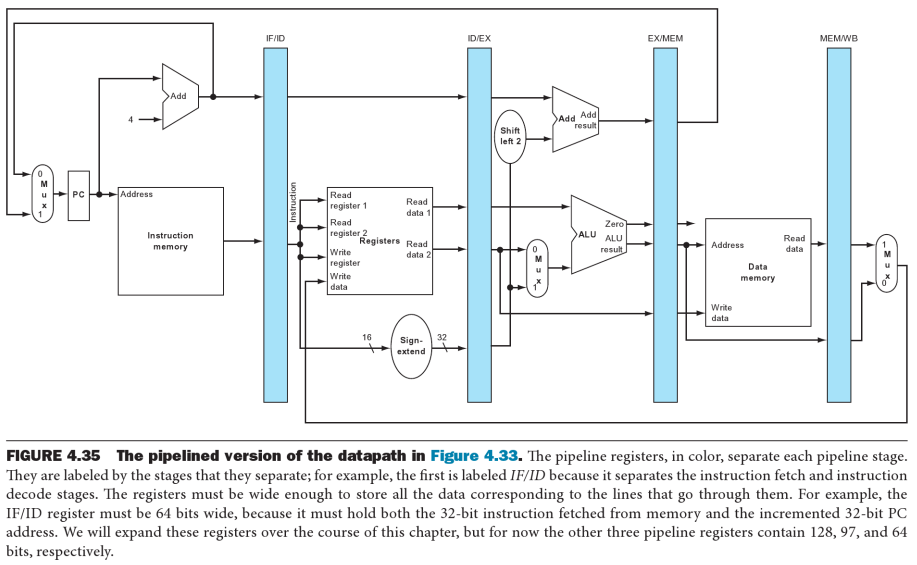 IF/ID
ID/EX
EX/MEM
MEM/WB
Add
4
Shift
left 2
Add Add
result
0
M
u
x
1
PC
Address
Instruction
memory
Instruction
Read
register 1
Read
register 2
Registers
Write
register
Write
data
Read
data 1
Read
data 2
16
Sign-
extend
32
0
M
u
x
1
Zero
ALU
ALU
result
Address
Read
data
Data
memory
Write
data
1
M
u
x
0
FIGURE 4.35 The pipelined version of the datapath in Figure 4.33. The pipeline registers, in color, separate each pipeline stage.
They are labeled by the stages that they separate; for example, the first is labeled IF/ID because it separates the instruction fetch and instruction
decode stages. The registers must be wide enough to store all the data corresponding to the lines that go through them. For example, the
IF/ID register must be 64 bits wide, because it must hold both the 32-bit instruction fetched from memory and the incremented 32-bit PC
address. We will expand these registers over the course of this chapter, but for now the other three pipeline registers contain 128, 97, and 64
bits, respectively.